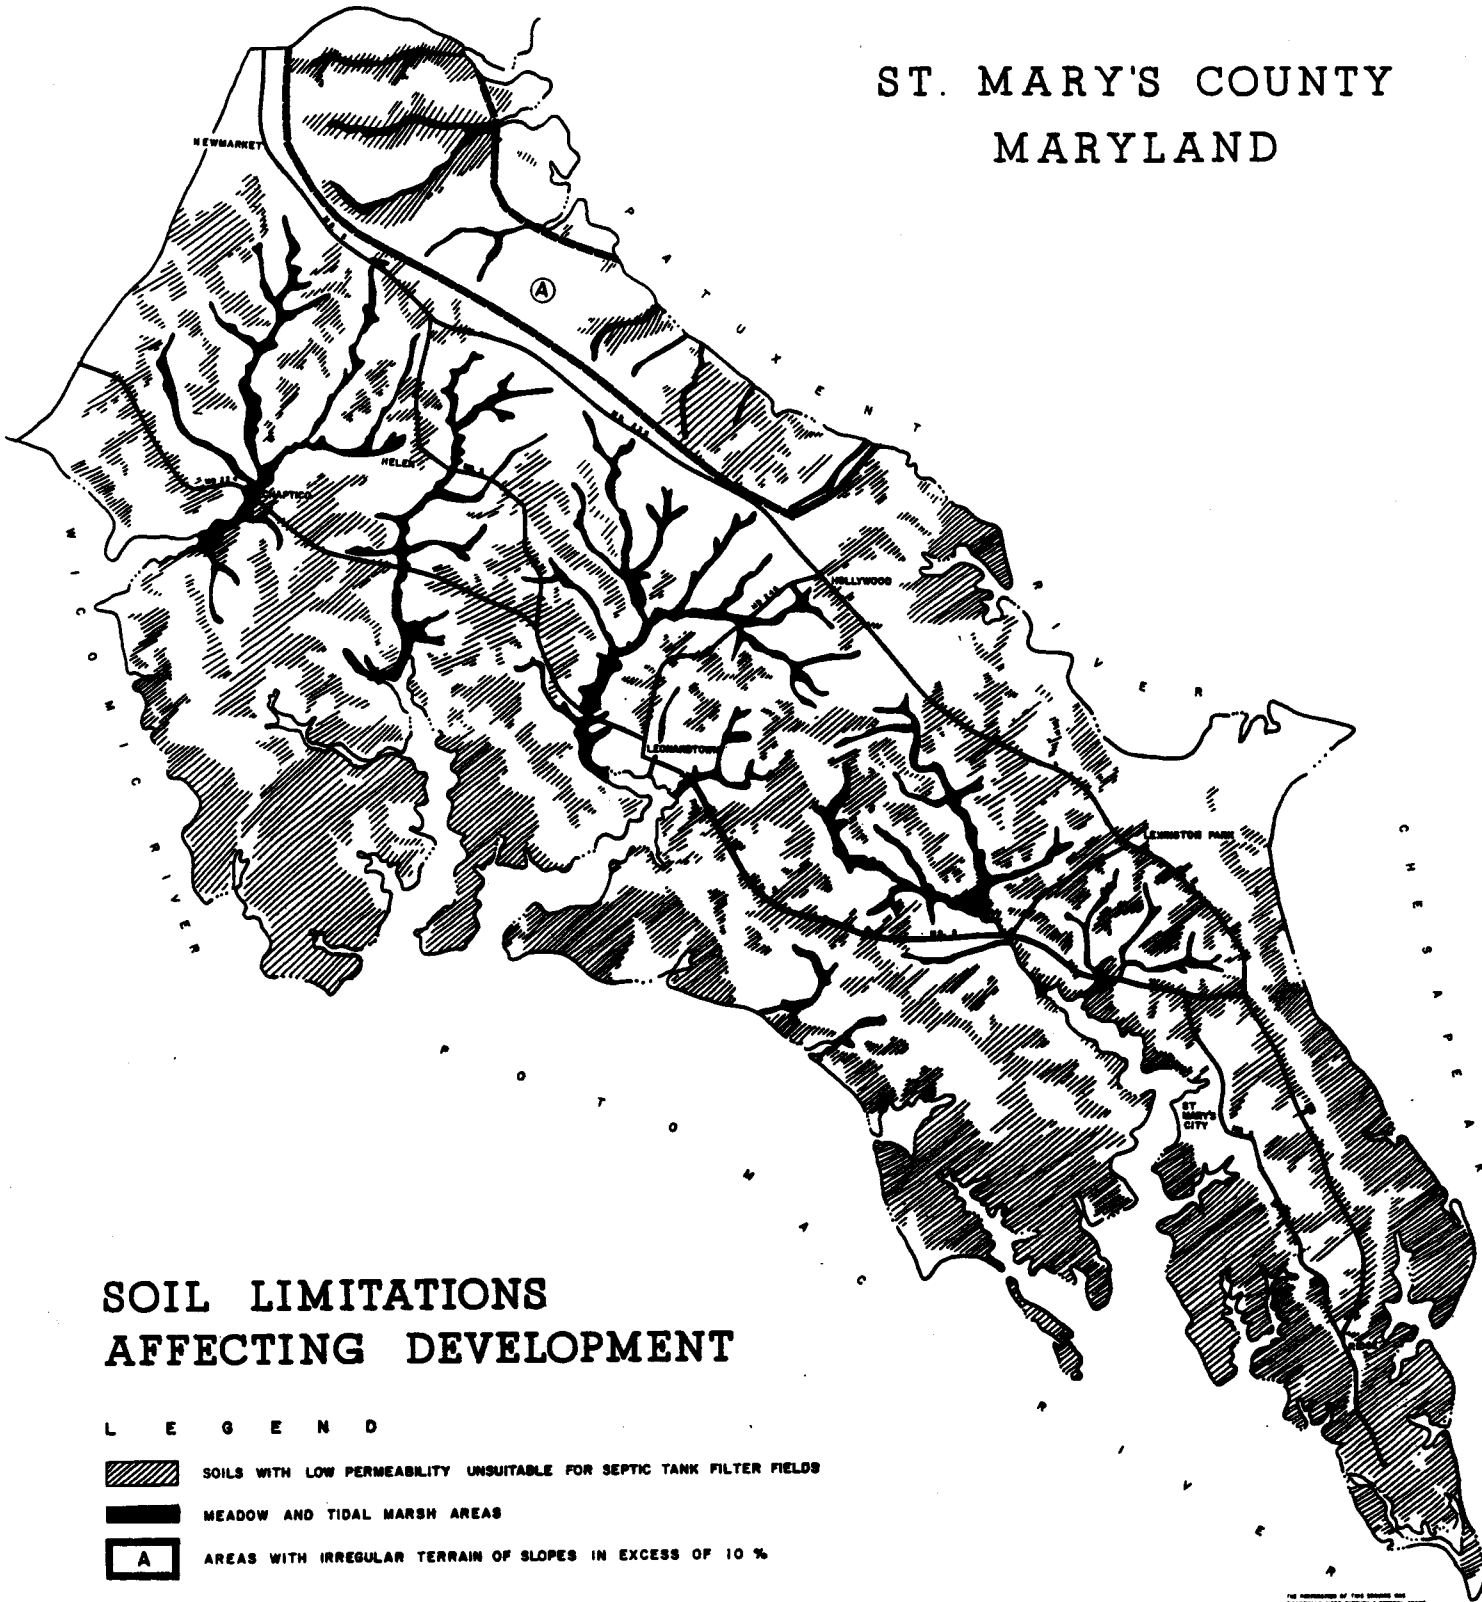 ST. MARY'S COUNTY
MARYLAND
NEWMARKET
A
PATUXENT
RIVER
HELEN
CHAPTICO
HOLLYWOOD
WICOMICO
RIVER
LEONARDTOWN
LEXINGTON PARK
CHESAPEAK
ST
MARY'S
CITY
POTOMAC
RIVER
RIDGE
SOIL LIMITATIONS
AFFECTING DEVELOPMENT
LEGEND
SOILS WITH LOW PERMEABILITY UNSUITABLE FOR SEPTIC TANK FILTER FIELDS
MEADOW AND TIDAL MARSH AREAS
A AREAS WITH IRREGULAR TERRAIN OF SLOPES IN EXCESS OF 10 %